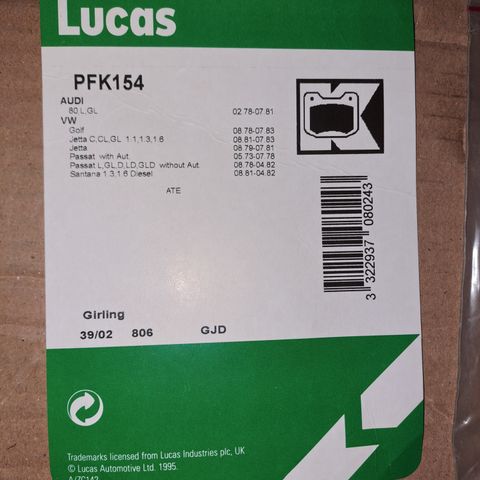 Lucas
PFK154
AUDI
80,L,GL 02.78-07.81
VW
Golf 08.78-07.83
Jetta C,CL,GL 1.1,1.3,1.6 08.81-07.83
Jetta 08.79-07.81
Passat with Aut. 05.73-07.78
Passat L,GL,D,LD,GLD without Aut. 08.78-04.82
Santana 1.3,1.6 Diesel 08.81-04.82
ATE
3 322937 080243
Girling
39/02 806 GJD
Trademarks licensed from Lucas Industries plc, UK
© Lucas Automotive Ltd. 1995.